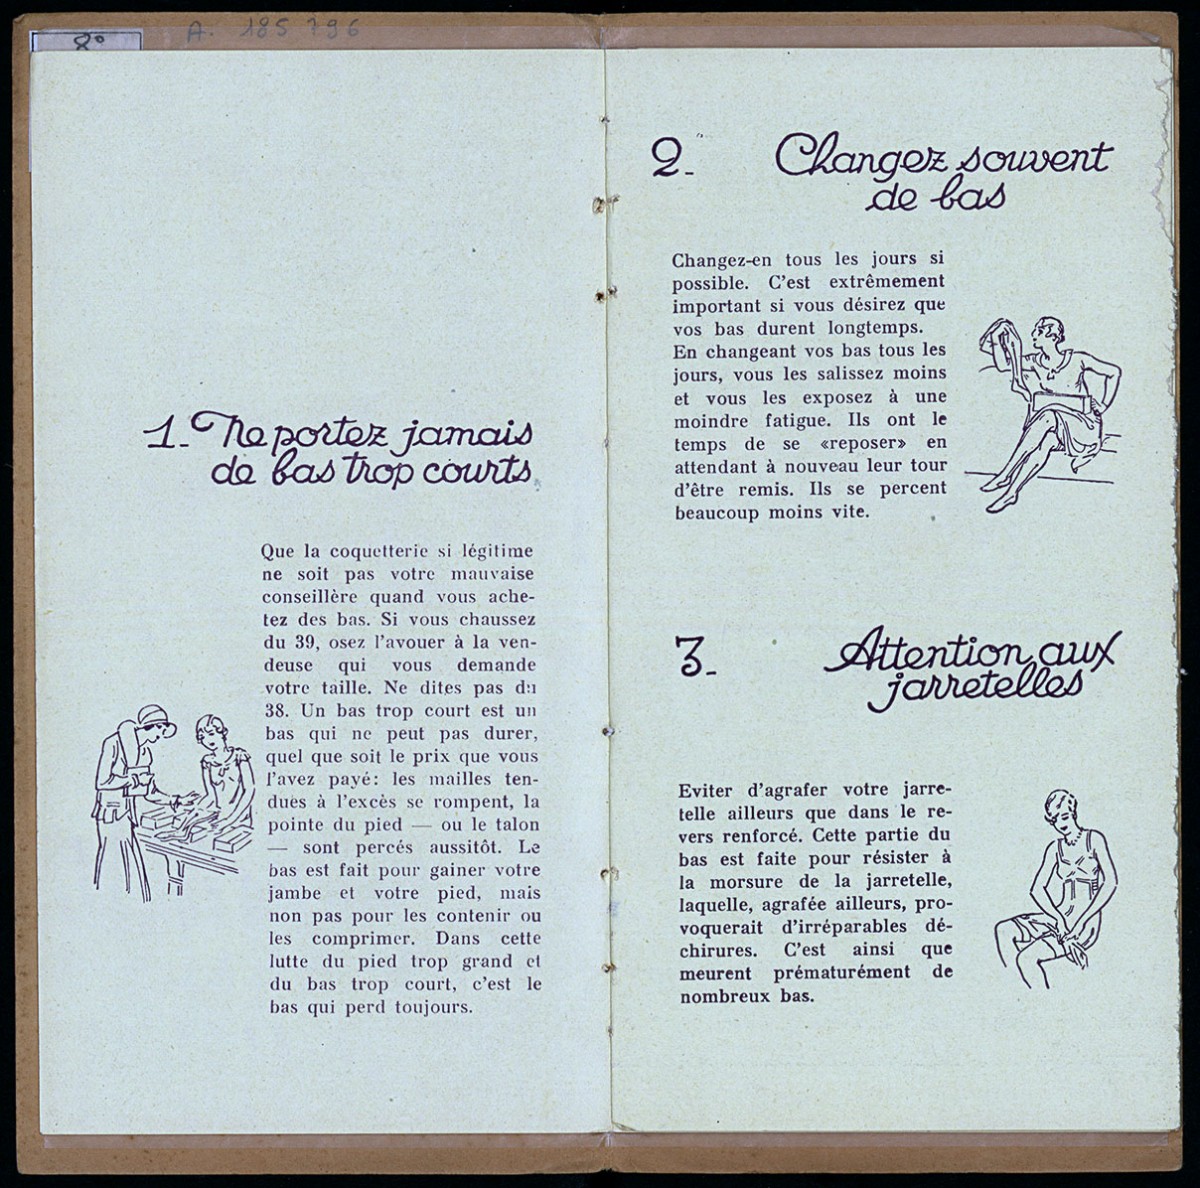 8°
A. 185796
1_ Ne portez jamais
de bas trop courts
Que la coquetterie si légitime
ne soit pas votre mauvaise
conseillère quand vous ache-
tez des bas. Si vous chaussez
du 39, osez l'avouer à la ven-
deuse qui vous demande
votre taille. Ne dites pas du
38. Un bas trop court est un
bas qui ne peut pas durer,
quel que soit le prix que vous
l'avez payé: les mailles ten-
dues à l'excès se rompent, la
pointe du pied — ou le talon
— sont percés aussitôt. Le
bas est fait pour gainer votre
jambe et votre pied, mais
non pas pour les contenir ou
les comprimer. Dans cette
lutte du pied trop grand et
du bas trop court, c'est le
bas qui perd toujours.
2_ Changez souvent
de bas
Changez-en tous les jours si
possible. C'est extrêmement
important si vous désirez que
vos bas durent longtemps.
En changeant vos bas tous les
jours, vous les salissez moins
et vous les exposez à une
moindre fatigue. Ils ont le
temps de se «reposer» en
attendant à nouveau leur tour
d'être remis. Ils se percent
beaucoup moins vite.
3_ Attention aux
jarretelles
Eviter d'agrafer votre jarre-
telle ailleurs que dans le re-
vers renforcé. Cette partie du
bas est faite pour résister à
la morsure de la jarretelle,
laquelle, agrafée ailleurs, pro-
voquerait d'irréparables dé-
chirures. C'est ainsi que
meurent prématurément de
nombreux bas.